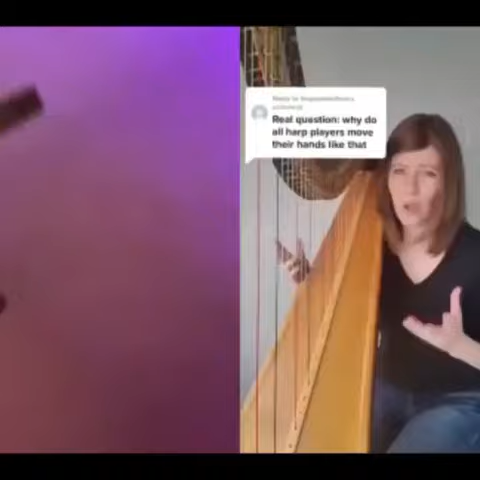 Real question: why do
all harp players move
their hands like that